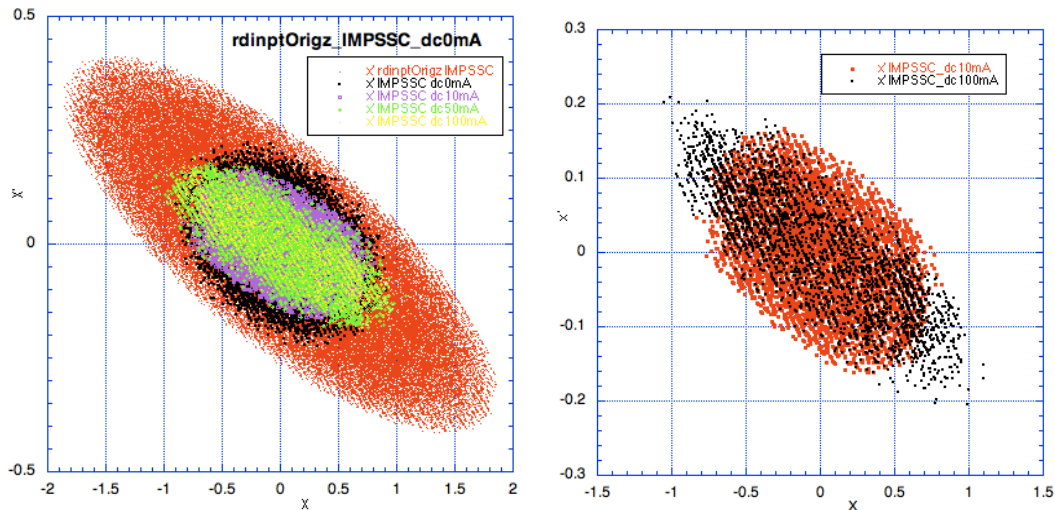 rdinptOrigz_IMPSSC_dc0mA
x' rdinptOrigz IMPSSC
x' IMPSSC dc0mA
x' IMPSSC dc10mA
x' IMPSSC dc50mA
x' IMPSSC dc100mA
0.5
0
-0.5
X'
-2 -1.5 -1 -0.5 0 0.5 1 1.5 2
X
x' IMPSSC_dc10mA
x' IMPSSC_dc100mA
0.3
0.2
0.1
0
-0.1
-0.2
-0.3
x'
-1.5 -1 -0.5 0 0.5 1 1.5
x